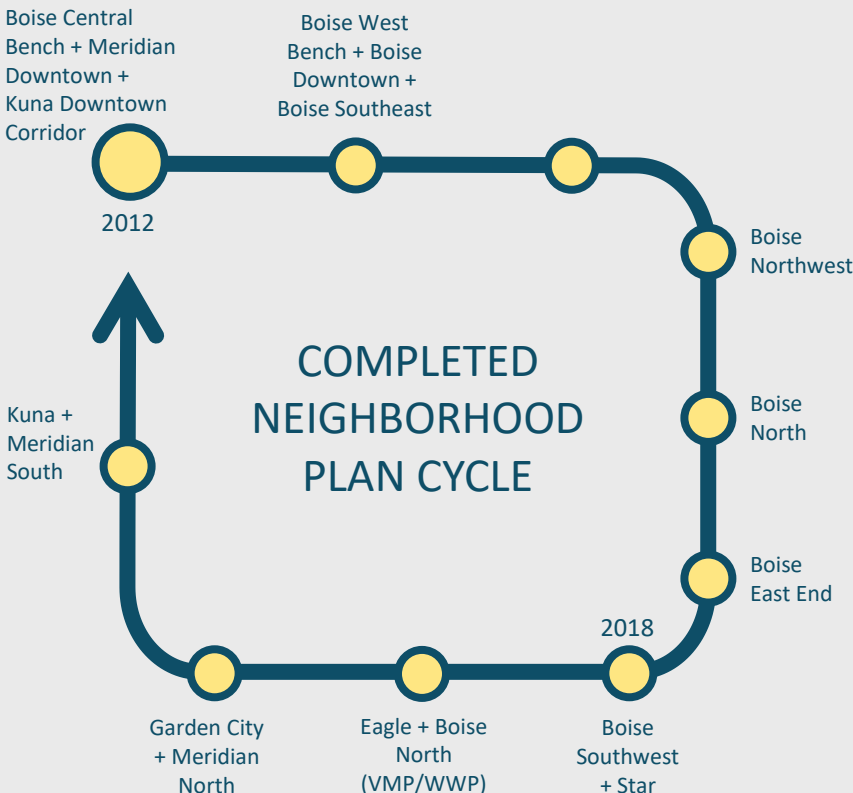 Boise Central
Bench + Meridian
Downtown +
Kuna Downtown
Corridor
2012
Boise West
Bench + Boise
Downtown +
Boise Southeast
Boise
Northwest
Boise
North
Boise
East End
2018
Boise
Southwest
+ Star
Eagle + Boise
North
(VMP/WWP)
Garden City
+ Meridian
North
Kuna +
Meridian
South
COMPLETED
NEIGHBORHOOD
PLAN CYCLE